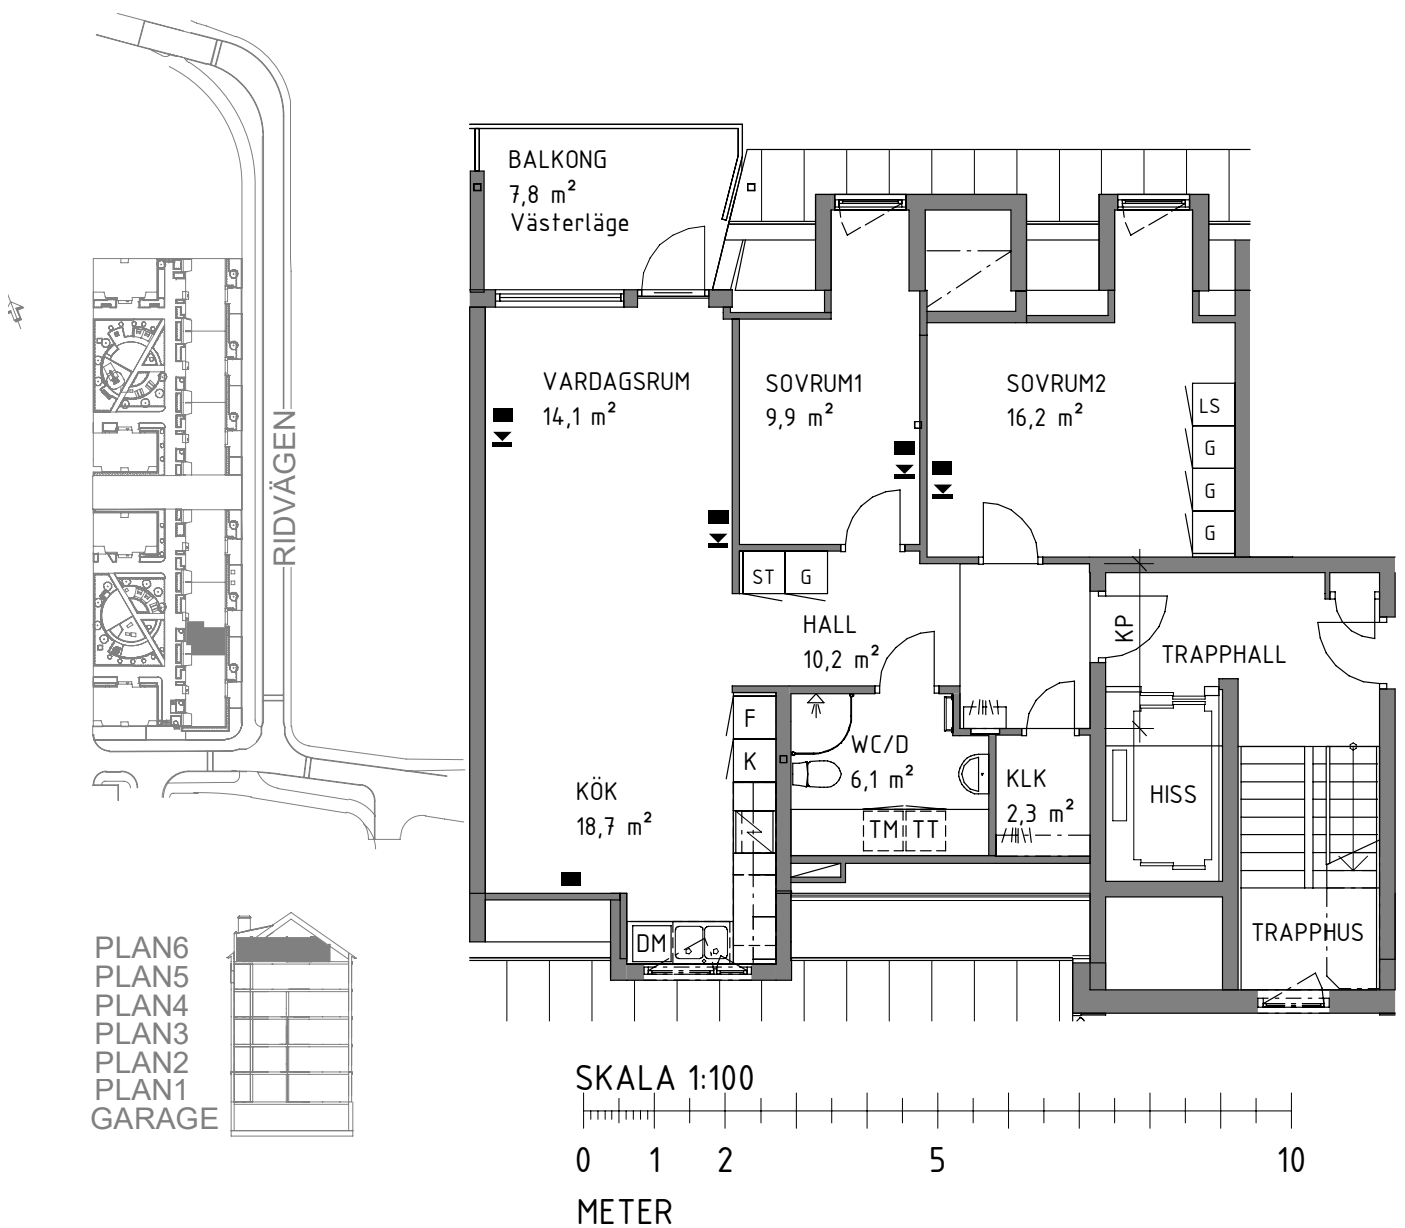 BALKONG
7,8 m²
Västerläge
VARDAGSRUM
14,1 m²
SOVRUM1
9,9 m²
SOVRUM2
16,2 m²
LS
G
G
G
ST
G
HALL
10,2 m²
KP
TRAPPHALL
F
K
WC/D
6,1 m²
KLK
2,3 m²
HISS
KÖK
18,7 m²
TM
TT
DM
TRAPPHUS
RIDVÄGEN
PLAN6
PLAN5
PLAN4
PLAN3
PLAN2
PLAN1
GARAGE
SKALA 1:100
0 1 2 5 10
METER